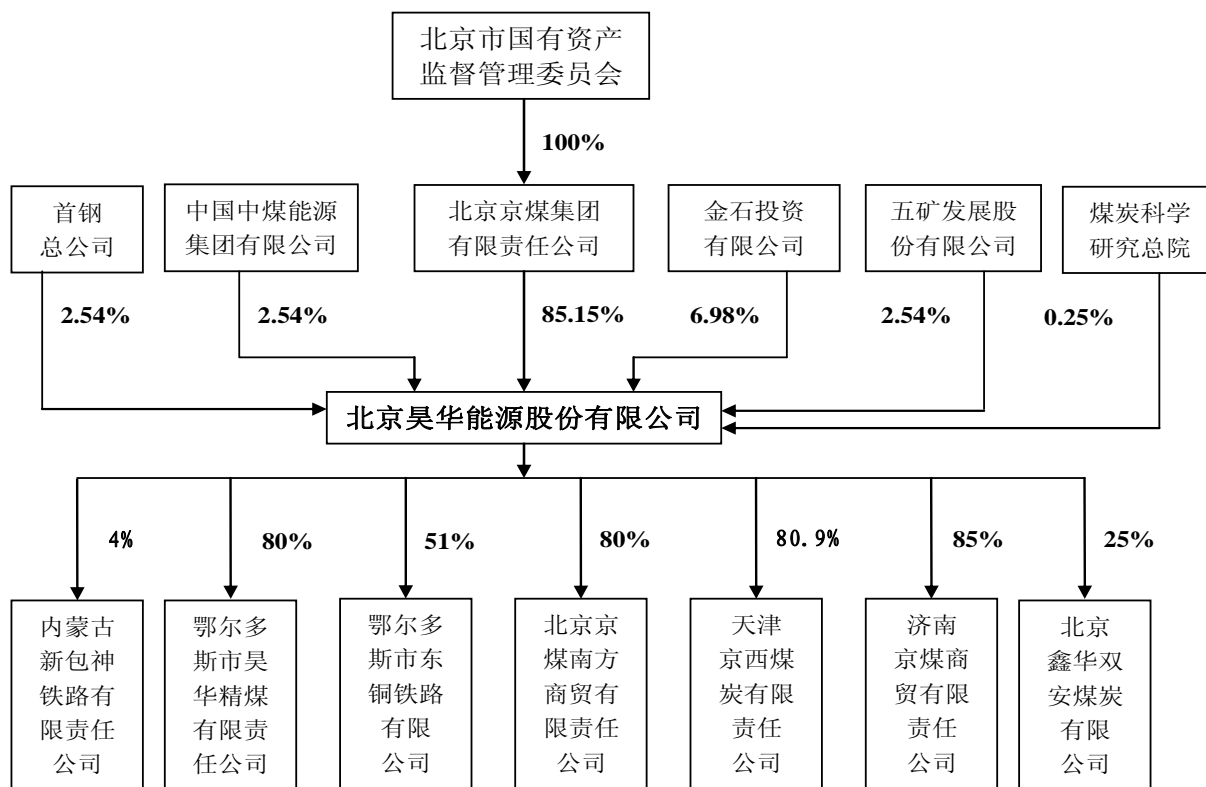 北京市国有资产
监督管理委员会
100%
首钢
总公司
中国中煤能源
集团有限公司
北京京煤集团
有限责任公司
金石投资
有限公司
五矿发展股
份有限公司
煤炭科学
研究总院
2.54%
2.54%
85.15%
6.98%
2.54%
0.25%
北京昊华能源股份有限公司
4%
80%
51%
80%
80.9%
85%
25%
内蒙古
新包神
铁路有
限责任
公司
鄂尔多
斯市昊
华精煤
有限责
任公司
鄂尔多
斯市东
铜铁路
有限
公司
北京京
煤南方
商贸有
限责任
公司
天津
京西煤
炭有限
责任
公司
济南
京煤商
贸有限
责任
公司
北京
鑫华双
安煤炭
有限
公司